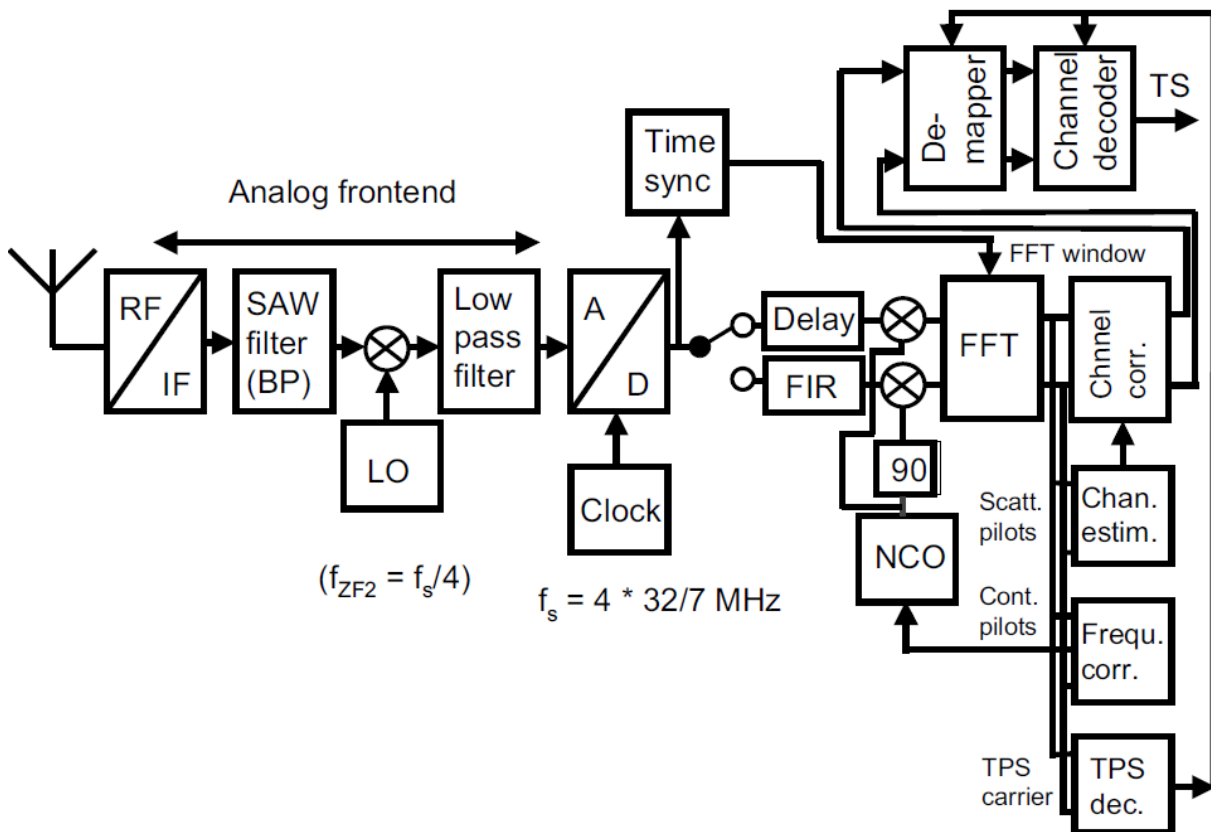 De-
mapper
Channel
decoder
TS
Time
sync
Analog frontend
FFT window
RF
IF
SAW
filter
(BP)
Low
pass
filter
A
D
Delay
FIR
FFT
Chnnel
corr.
LO
Clock
90
NCO
Scatt.
pilots
Chan.
estim.
(fZF2 = fs/4)
fs = 4 * 32/7 MHz
Cont.
pilots
Frequ.
corr.
TPS
carrier
TPS
dec.